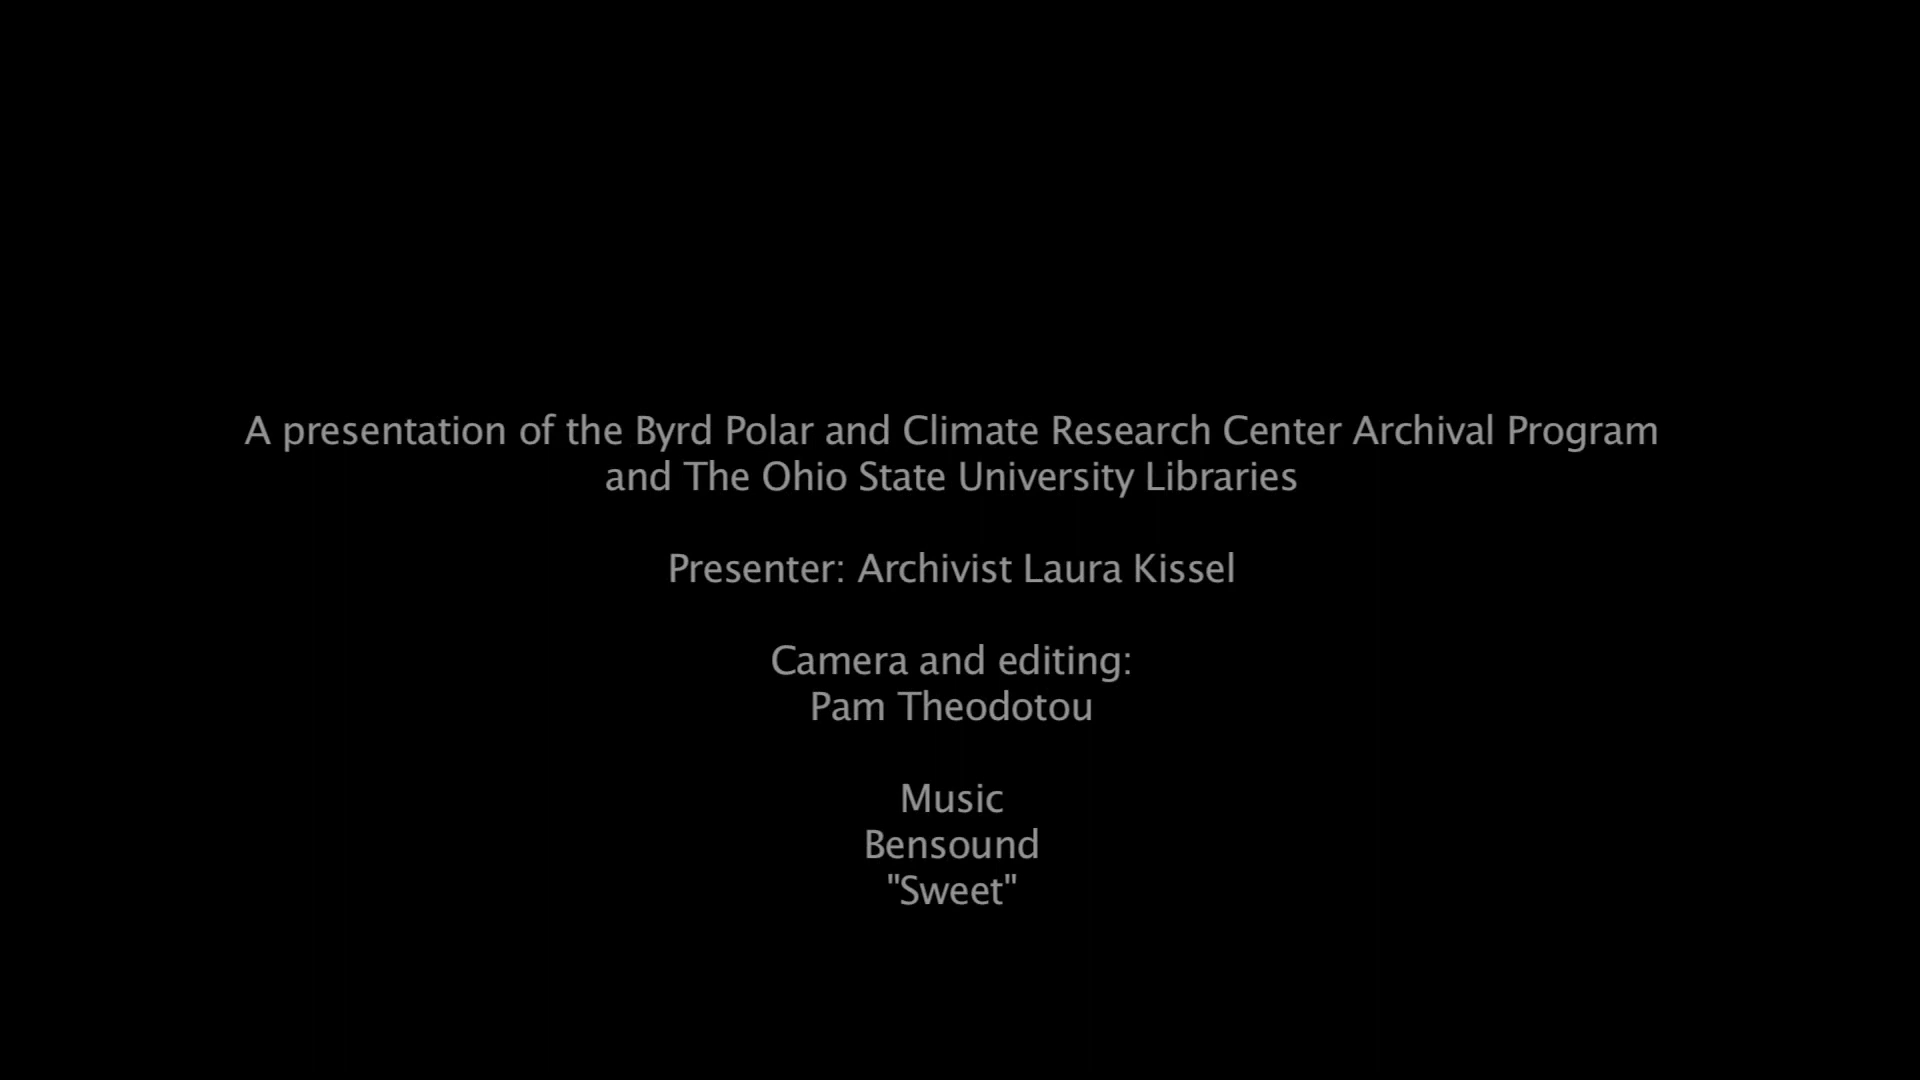 A presentation of the Byrd Polar and Climate Research Center Archival Program
and The Ohio State University Libraries
Presenter: Archivist Laura Kissel
Camera and editing:
Pam Theodotou
Music
Bensound
"Sweet"